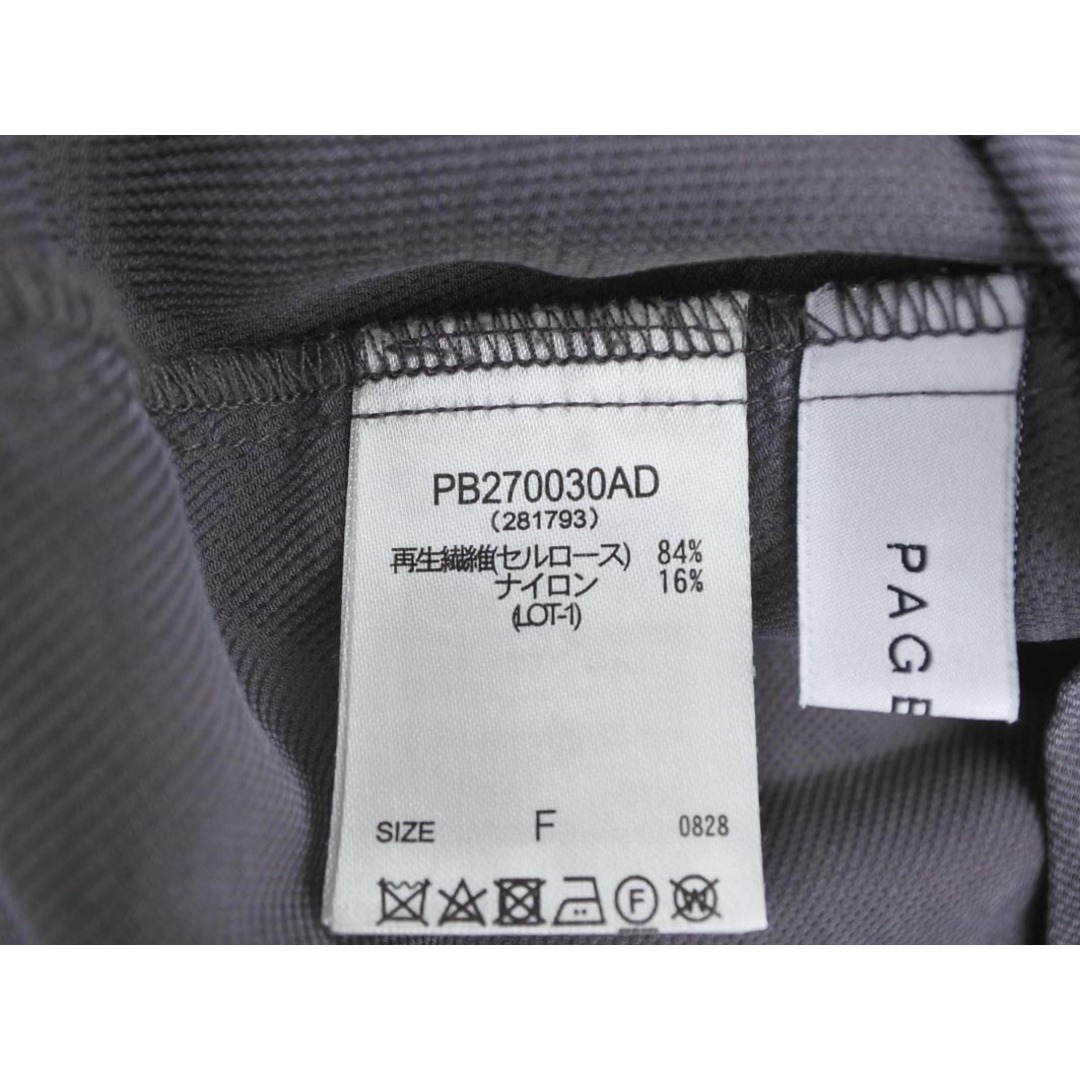 PB270030AD
(281793)
再生繊維(セルロース) 84%
ナイロン 16%
(LOT-1)
SIZE F 0828
F
W
PAGE